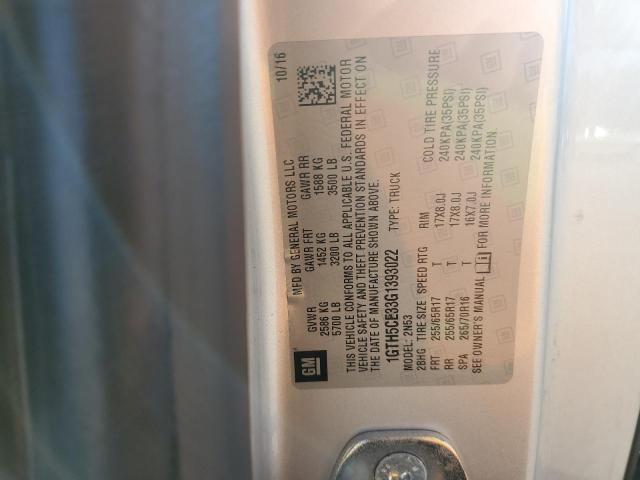 MFD BY GENERAL MOTORS LLC 10/16
GVWR GAWR FRT GAWR RR
2586 KG 1452 KG 1588 KG
5700 LB 3200 LB 3500 LB
THIS VEHICLE CONFORMS TO ALL APPLICABLE U.S. FEDERAL MOTOR
VEHICLE SAFETY AND THEFT PREVENTION STANDARDS IN EFFECT ON
THE DATE OF MANUFACTURE SHOWN ABOVE.
1GTH5CE33G1393022 TYPE: TRUCK
MODEL: 2N53
2BHG TIRE SIZE SPEED RTG RIM COLD TIRE PRESSURE
FRT 255/65R17 T 17X8.0J 240KPA(35PSI)
RR 255/65R17 T 17X8.0J 240KPA(35PSI)
SPA 265/70R16 T 16X7.0J 240KPA(35PSI)
SEE OWNER'S MANUAL FOR MORE INFORMATION.
GM